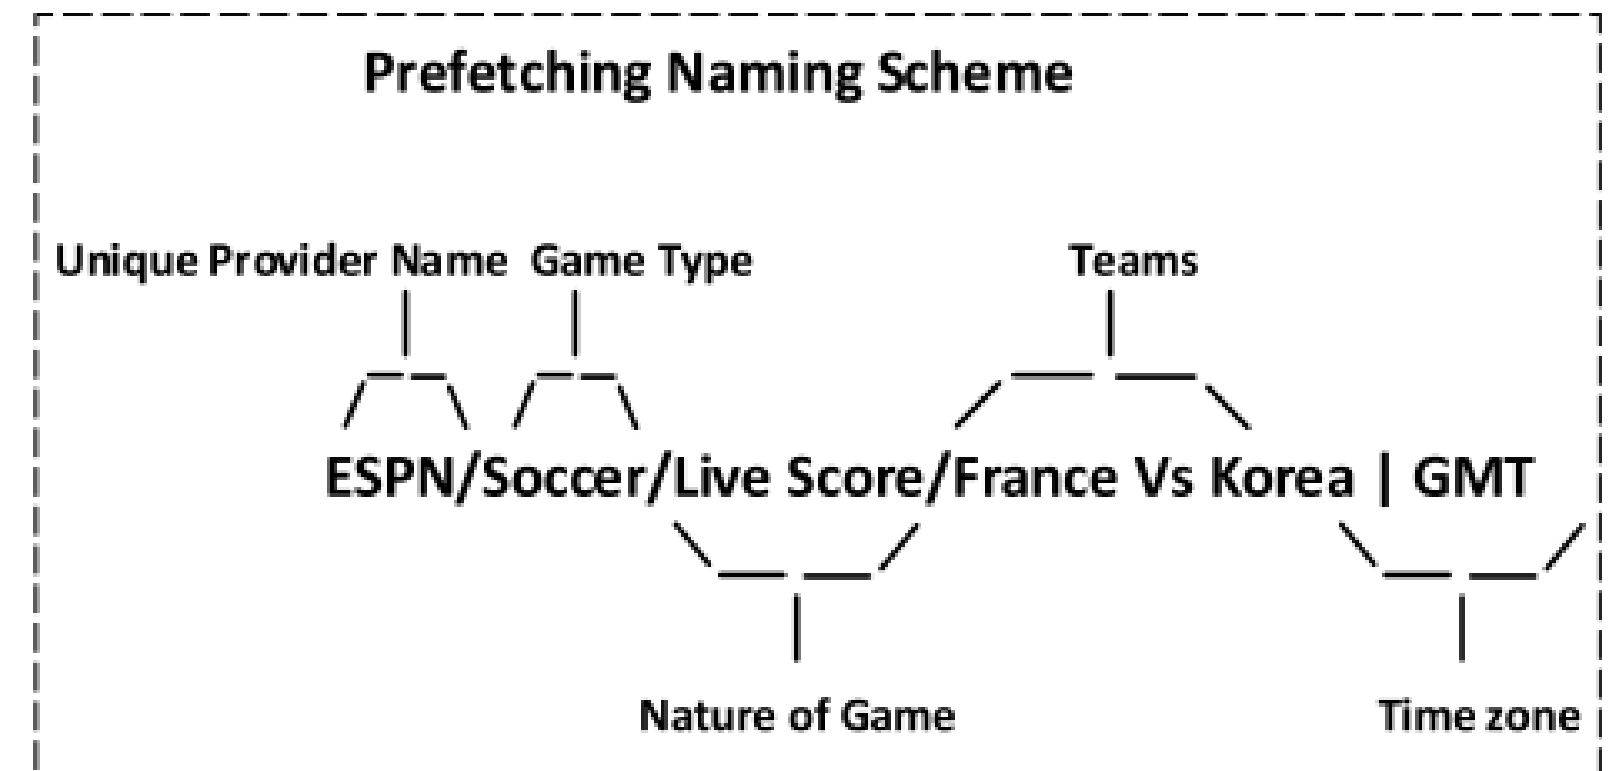 Prefetching Naming Scheme
Unique Provider Name Game Type Teams
ESPN/Soccer/Live Score/France Vs Korea | GMT
Nature of Game Time zone